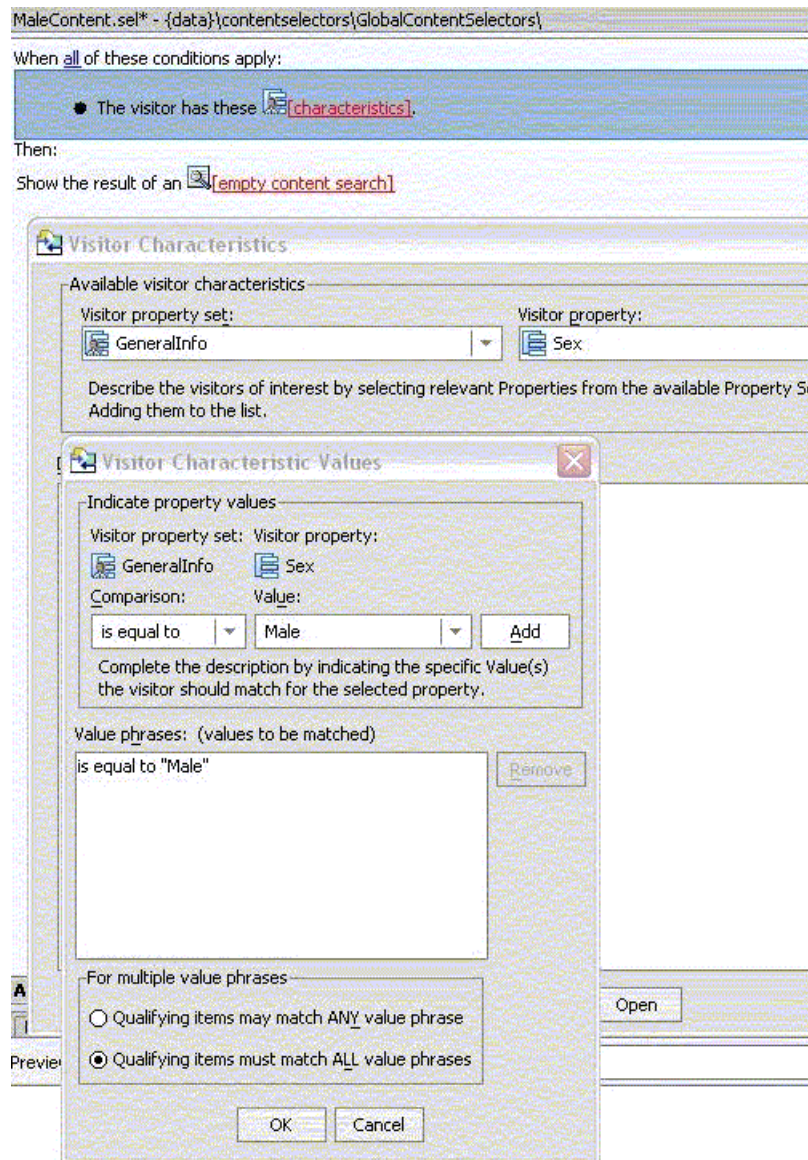 MaleContent.sel* - {data}\contentselectors\GlobalContentSelectors\
When all of these conditions apply:
The visitor has these [characteristics].
Then:
Show the result of an [empty content search]
Visitor Characteristics
Available visitor characteristics
Visitor property set: Visitor property:
GeneralInfo Sex
Describe the visitors of interest by selecting relevant Properties from the available Property
Adding them to the list.
Visitor Characteristic Values
Indicate property values
Visitor property set: Visitor property:
GeneralInfo Sex
Comparison: Value:
is equal to Male Add
Complete the description by indicating the specific Value(s)
the visitor should match for the selected property.
Value phrases: (values to be matched)
is equal to "Male"
Remove
For multiple value phrases
Qualifying items may match ANY value phrase
Qualifying items must match ALL value phrases
OK Cancel
Open
A